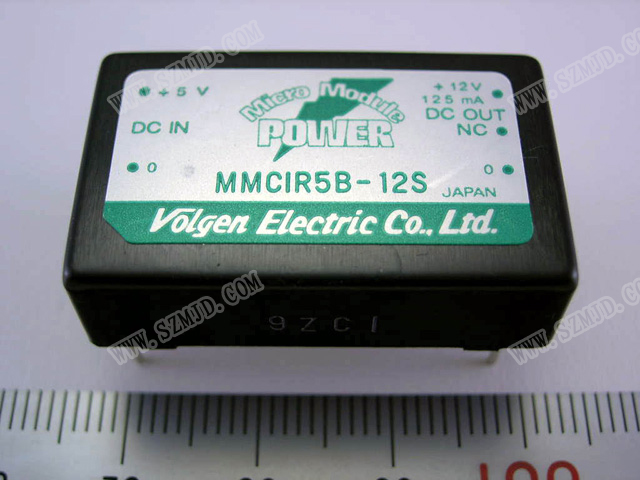 +5 V
DC IN
0
Micro Module
POWER
+12V
125 mA
DC OUT
NC
0
MMCIR5B-12S
JAPAN
Volgen Electric Co., Ltd.
9ZC1
WWW.SZMJD.COM
WWW.SZMJD.COM
WWW.SZMJD.COM
WWW.SZMJD.COM
100